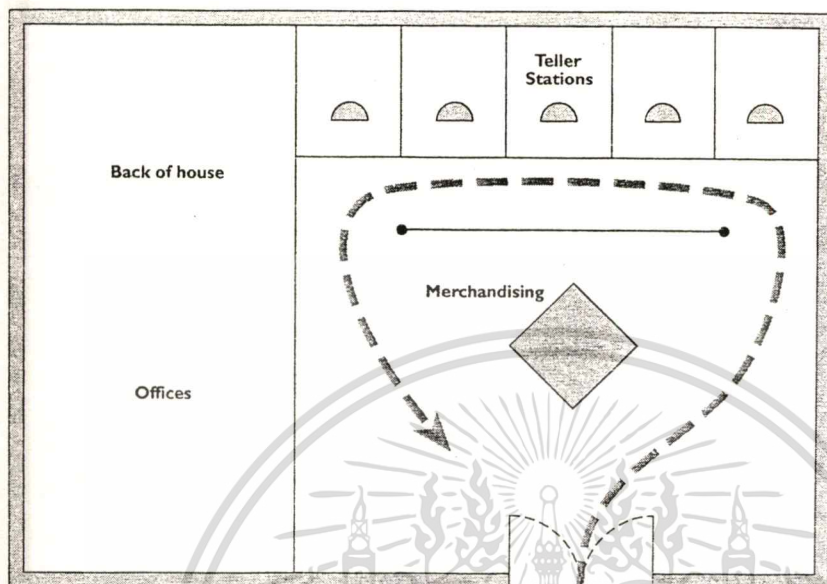 Teller
Stations
Back of house
Merchandising
Offices